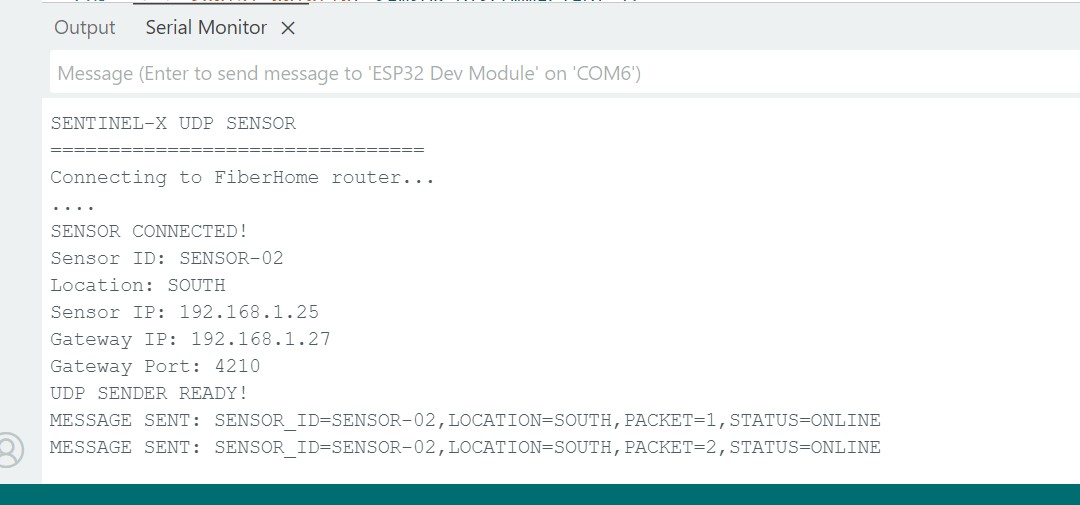 Output Serial Monitor ×
Message (Enter to send message to 'ESP32 Dev Module' on 'COM6')
SENTINEL-X UDP SENSOR
================================
Connecting to FiberHome router...
....
SENSOR CONNECTED!
Sensor ID: SENSOR-02
Location: SOUTH
Sensor IP: 192.168.1.25
Gateway IP: 192.168.1.27
Gateway Port: 4210
UDP SENDER READY!
MESSAGE SENT: SENSOR_ID=SENSOR-02,LOCATION=SOUTH,PACKET=1,STATUS=ONLINE
MESSAGE SENT: SENSOR_ID=SENSOR-02,LOCATION=SOUTH,PACKET=2,STATUS=ONLINE